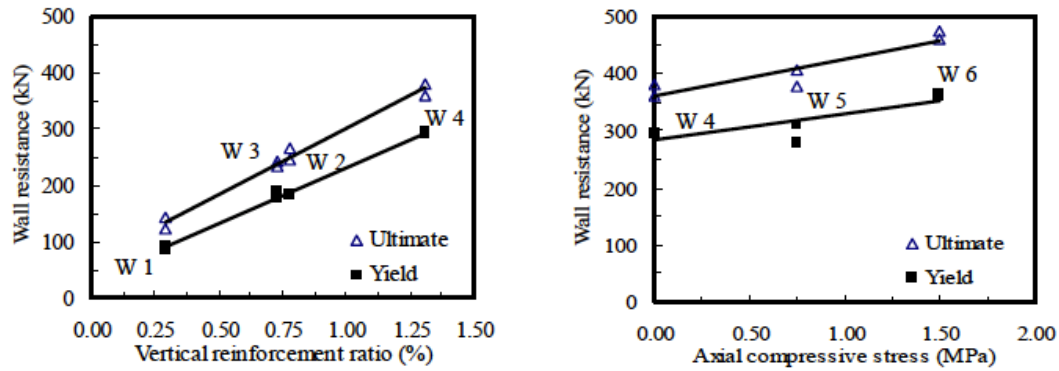 500
400
300
200
100
0
Wall resistance (kN)
W 1
W 3
W 2
W 4
Ultimate
Yield
0.00 0.25 0.50 0.75 1.00 1.25 1.50
Vertical reinforcement ratio (%)
500
400
300
200
100
0
Wall resistance (kN)
W 4
W 5
W 6
Ultimate
Yield
0.00 0.50 1.00 1.50 2.00
Axial compressive stress (MPa)